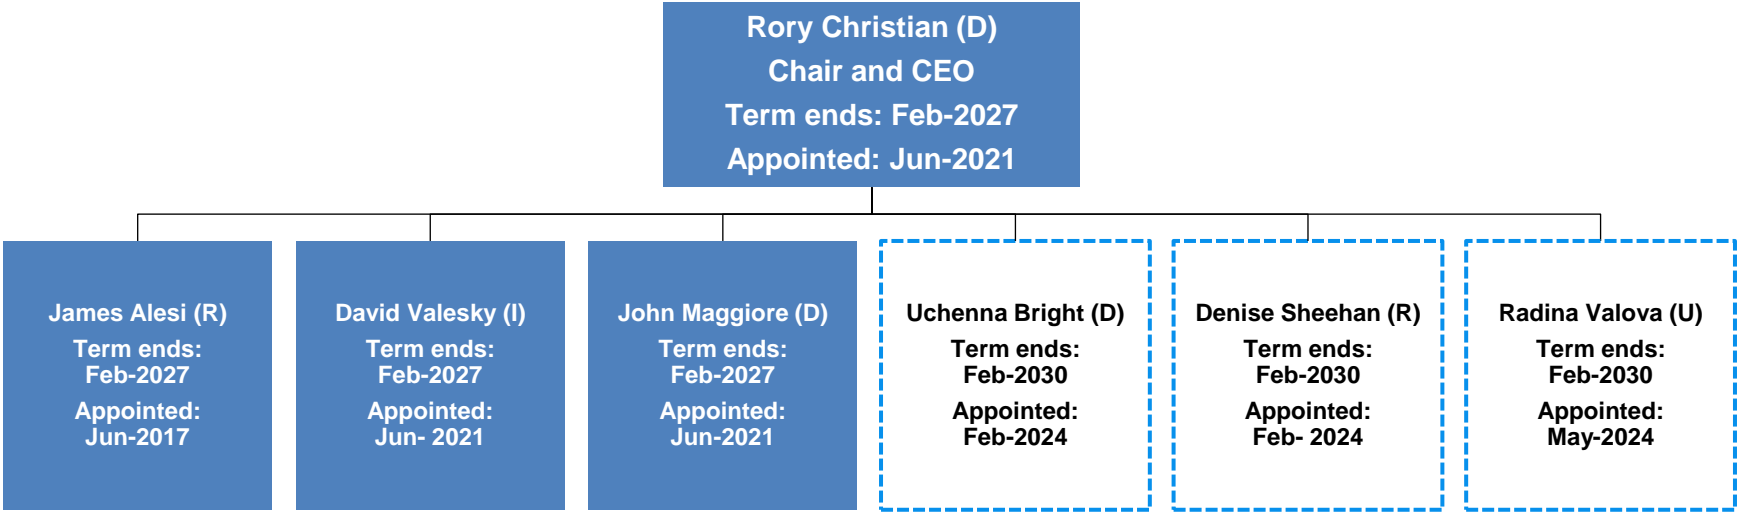 Rory Christian (D)
Chair and CEO
Term ends: Feb-2027
Appointed: Jun-2021
James Alesi (R)
Term ends:
Feb-2027
Appointed:
Jun-2017
David Valesky (I)
Term ends:
Feb-2027
Appointed:
Jun- 2021
John Maggiore (D)
Term ends:
Feb-2027
Appointed:
Jun-2021
Uchenna Bright (D)
Term ends:
Feb-2030
Appointed:
Feb-2024
Denise Sheehan (R)
Term ends:
Feb-2030
Appointed:
Feb- 2024
Radina Valova (U)
Term ends:
Feb-2030
Appointed:
May-2024